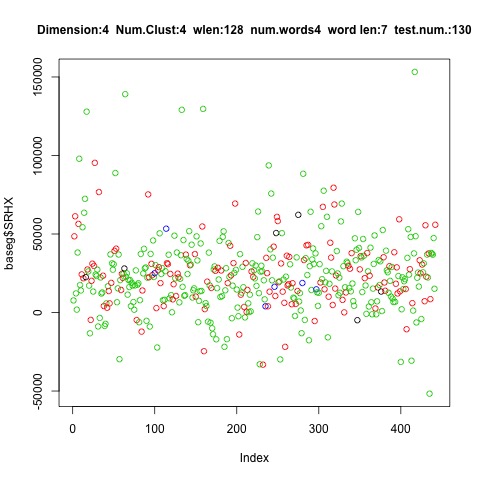 Dimension:4 Num.Clust:4 wlen:128 num.words4 word len:7 test.num.:130
150000
100000
50000
0
-50000
baseg$SRHX
0 100 200 300 400
Index